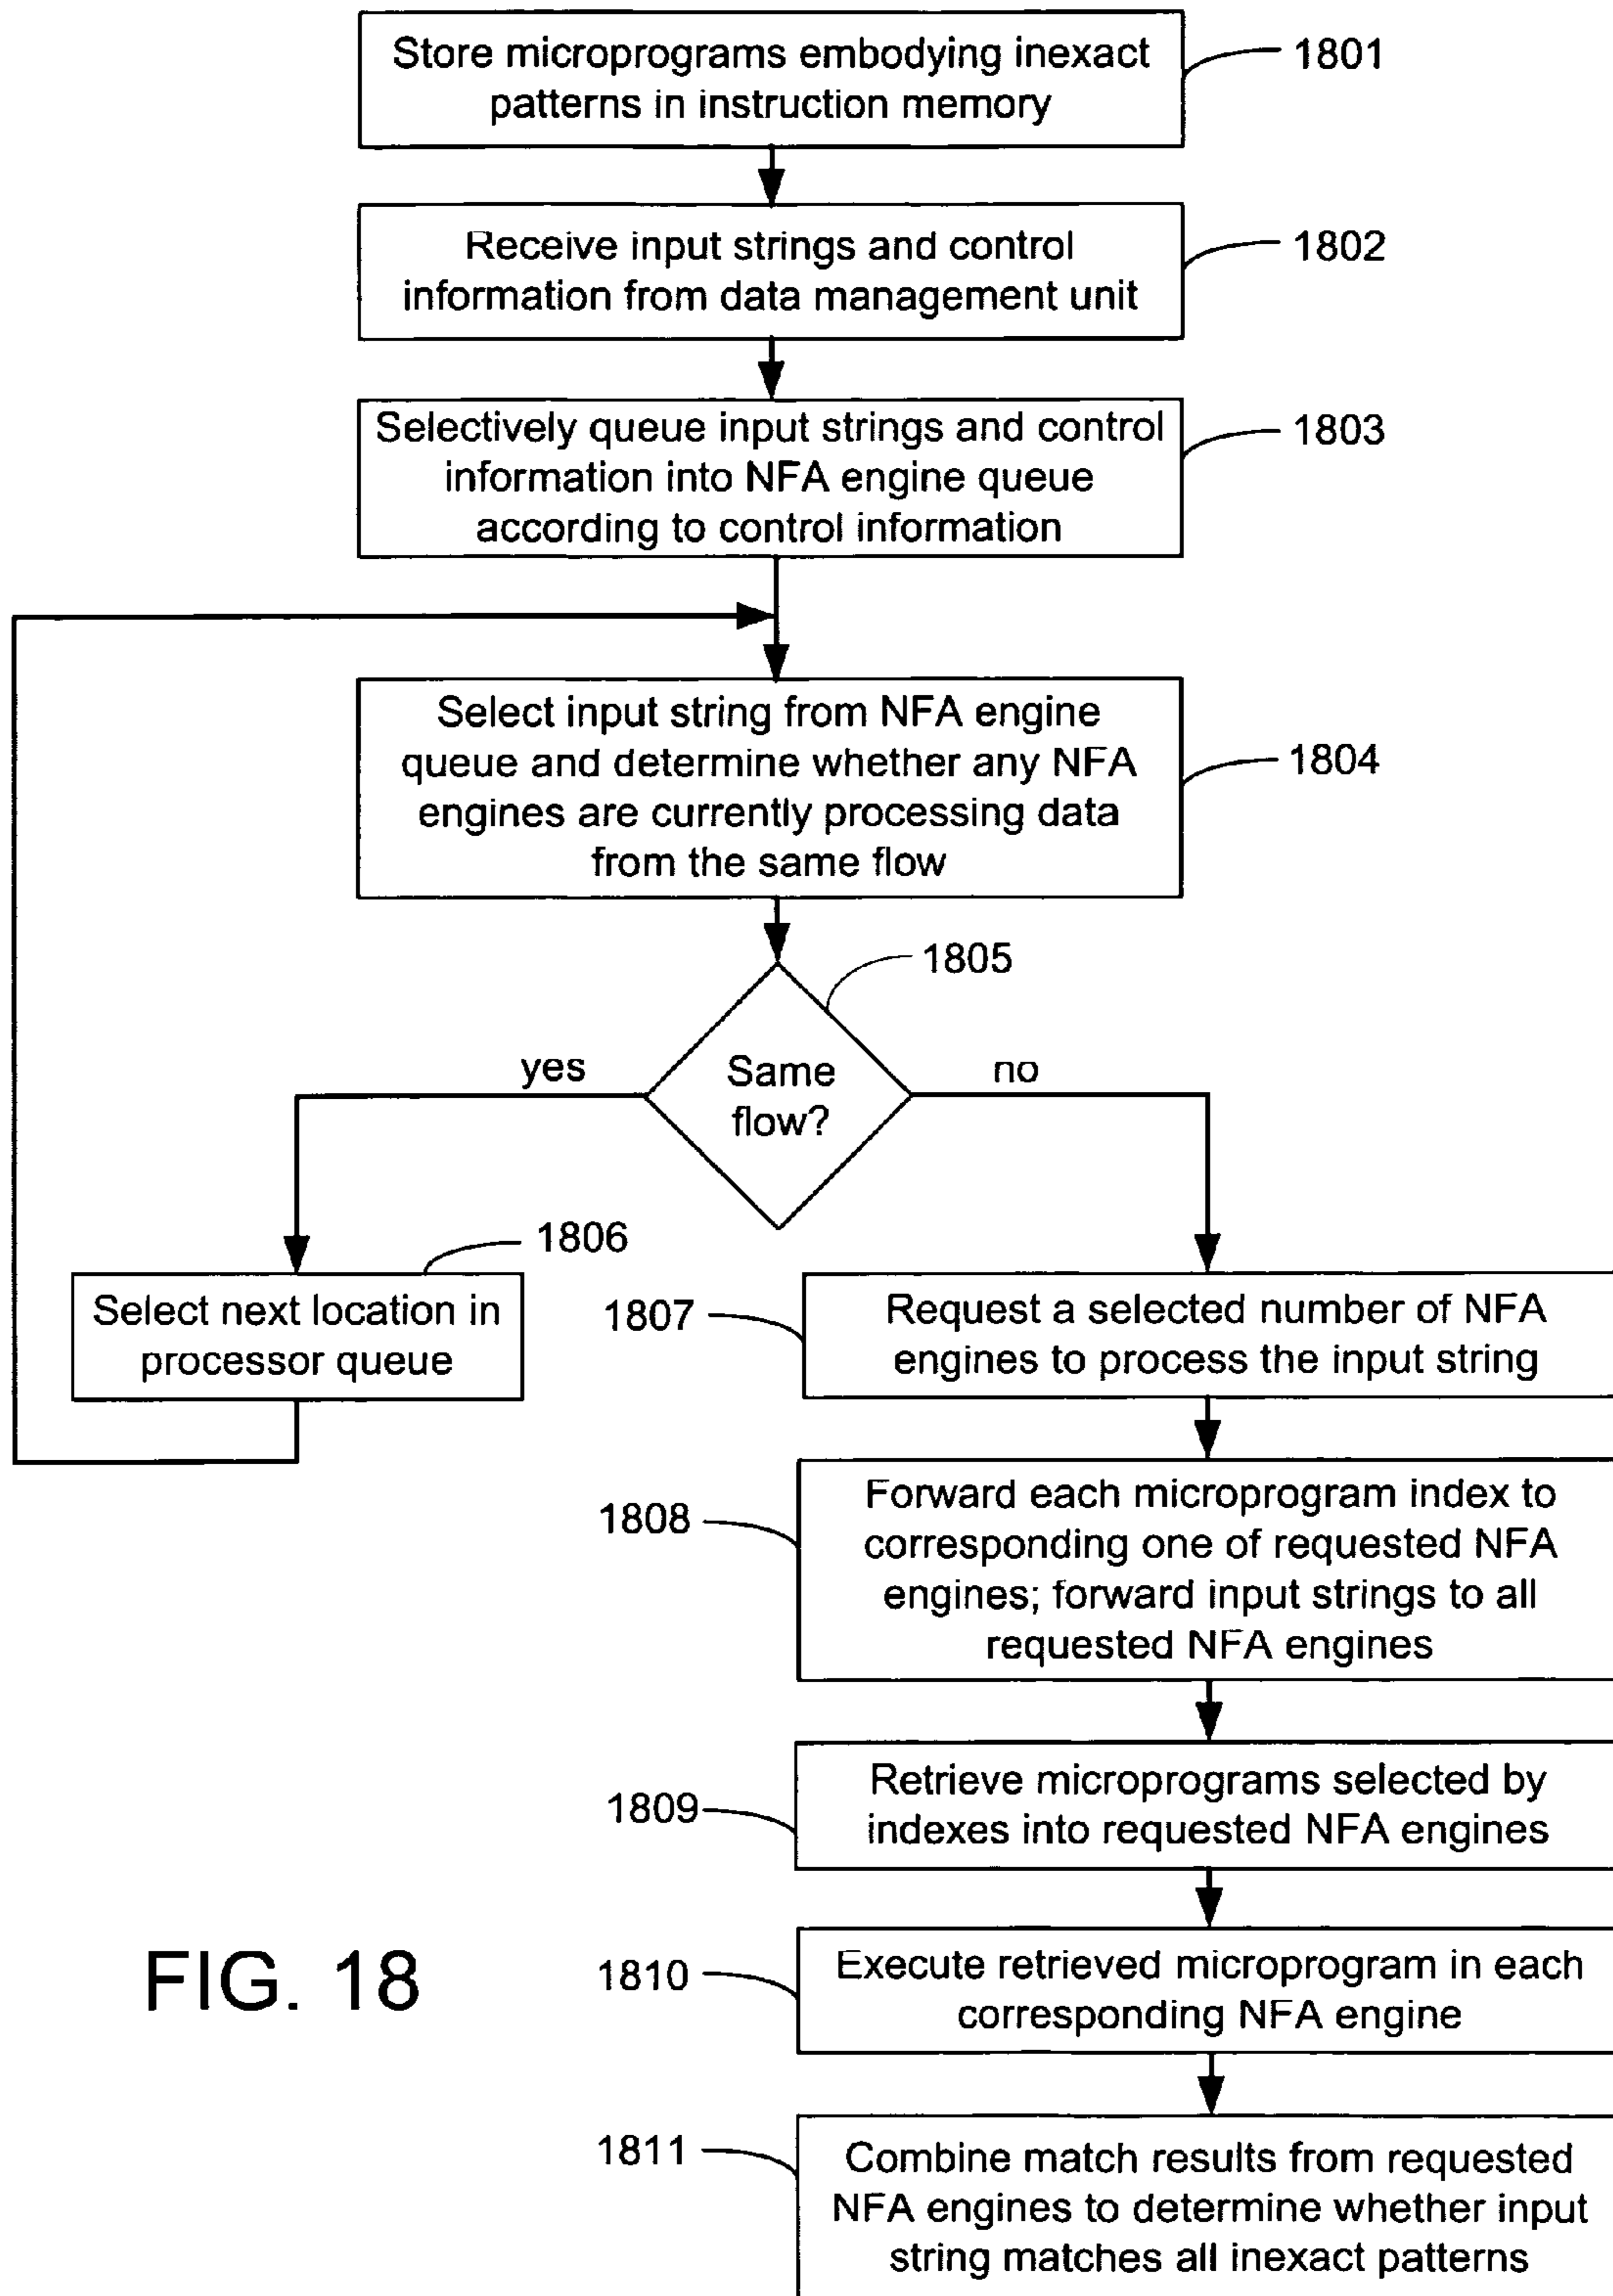 Store microprograms embodying inexact
patterns in instruction memory
1801
Receive input strings and control
information from data management unit
1802
Selectively queue input strings and control
information into NFA engine queue
according to control information
1803
Select input string from NFA engine
queue and determine whether any NFA
engines are currently processing data
from the same flow
1804
1805
Same
flow?
yes
no
1806
Select next location in
processor queue
1807
Request a selected number of NFA
engines to process the input string
1808
Forward each microprogram index to
corresponding one of requested NFA
engines; forward input strings to all
requested NFA engines
1809
Retrieve microprograms selected by
indexes into requested NFA engines
1810
Execute retrieved microprogram in each
corresponding NFA engine
1811
Combine match results from requested
NFA engines to determine whether input
string matches all inexact patterns
FIG. 18